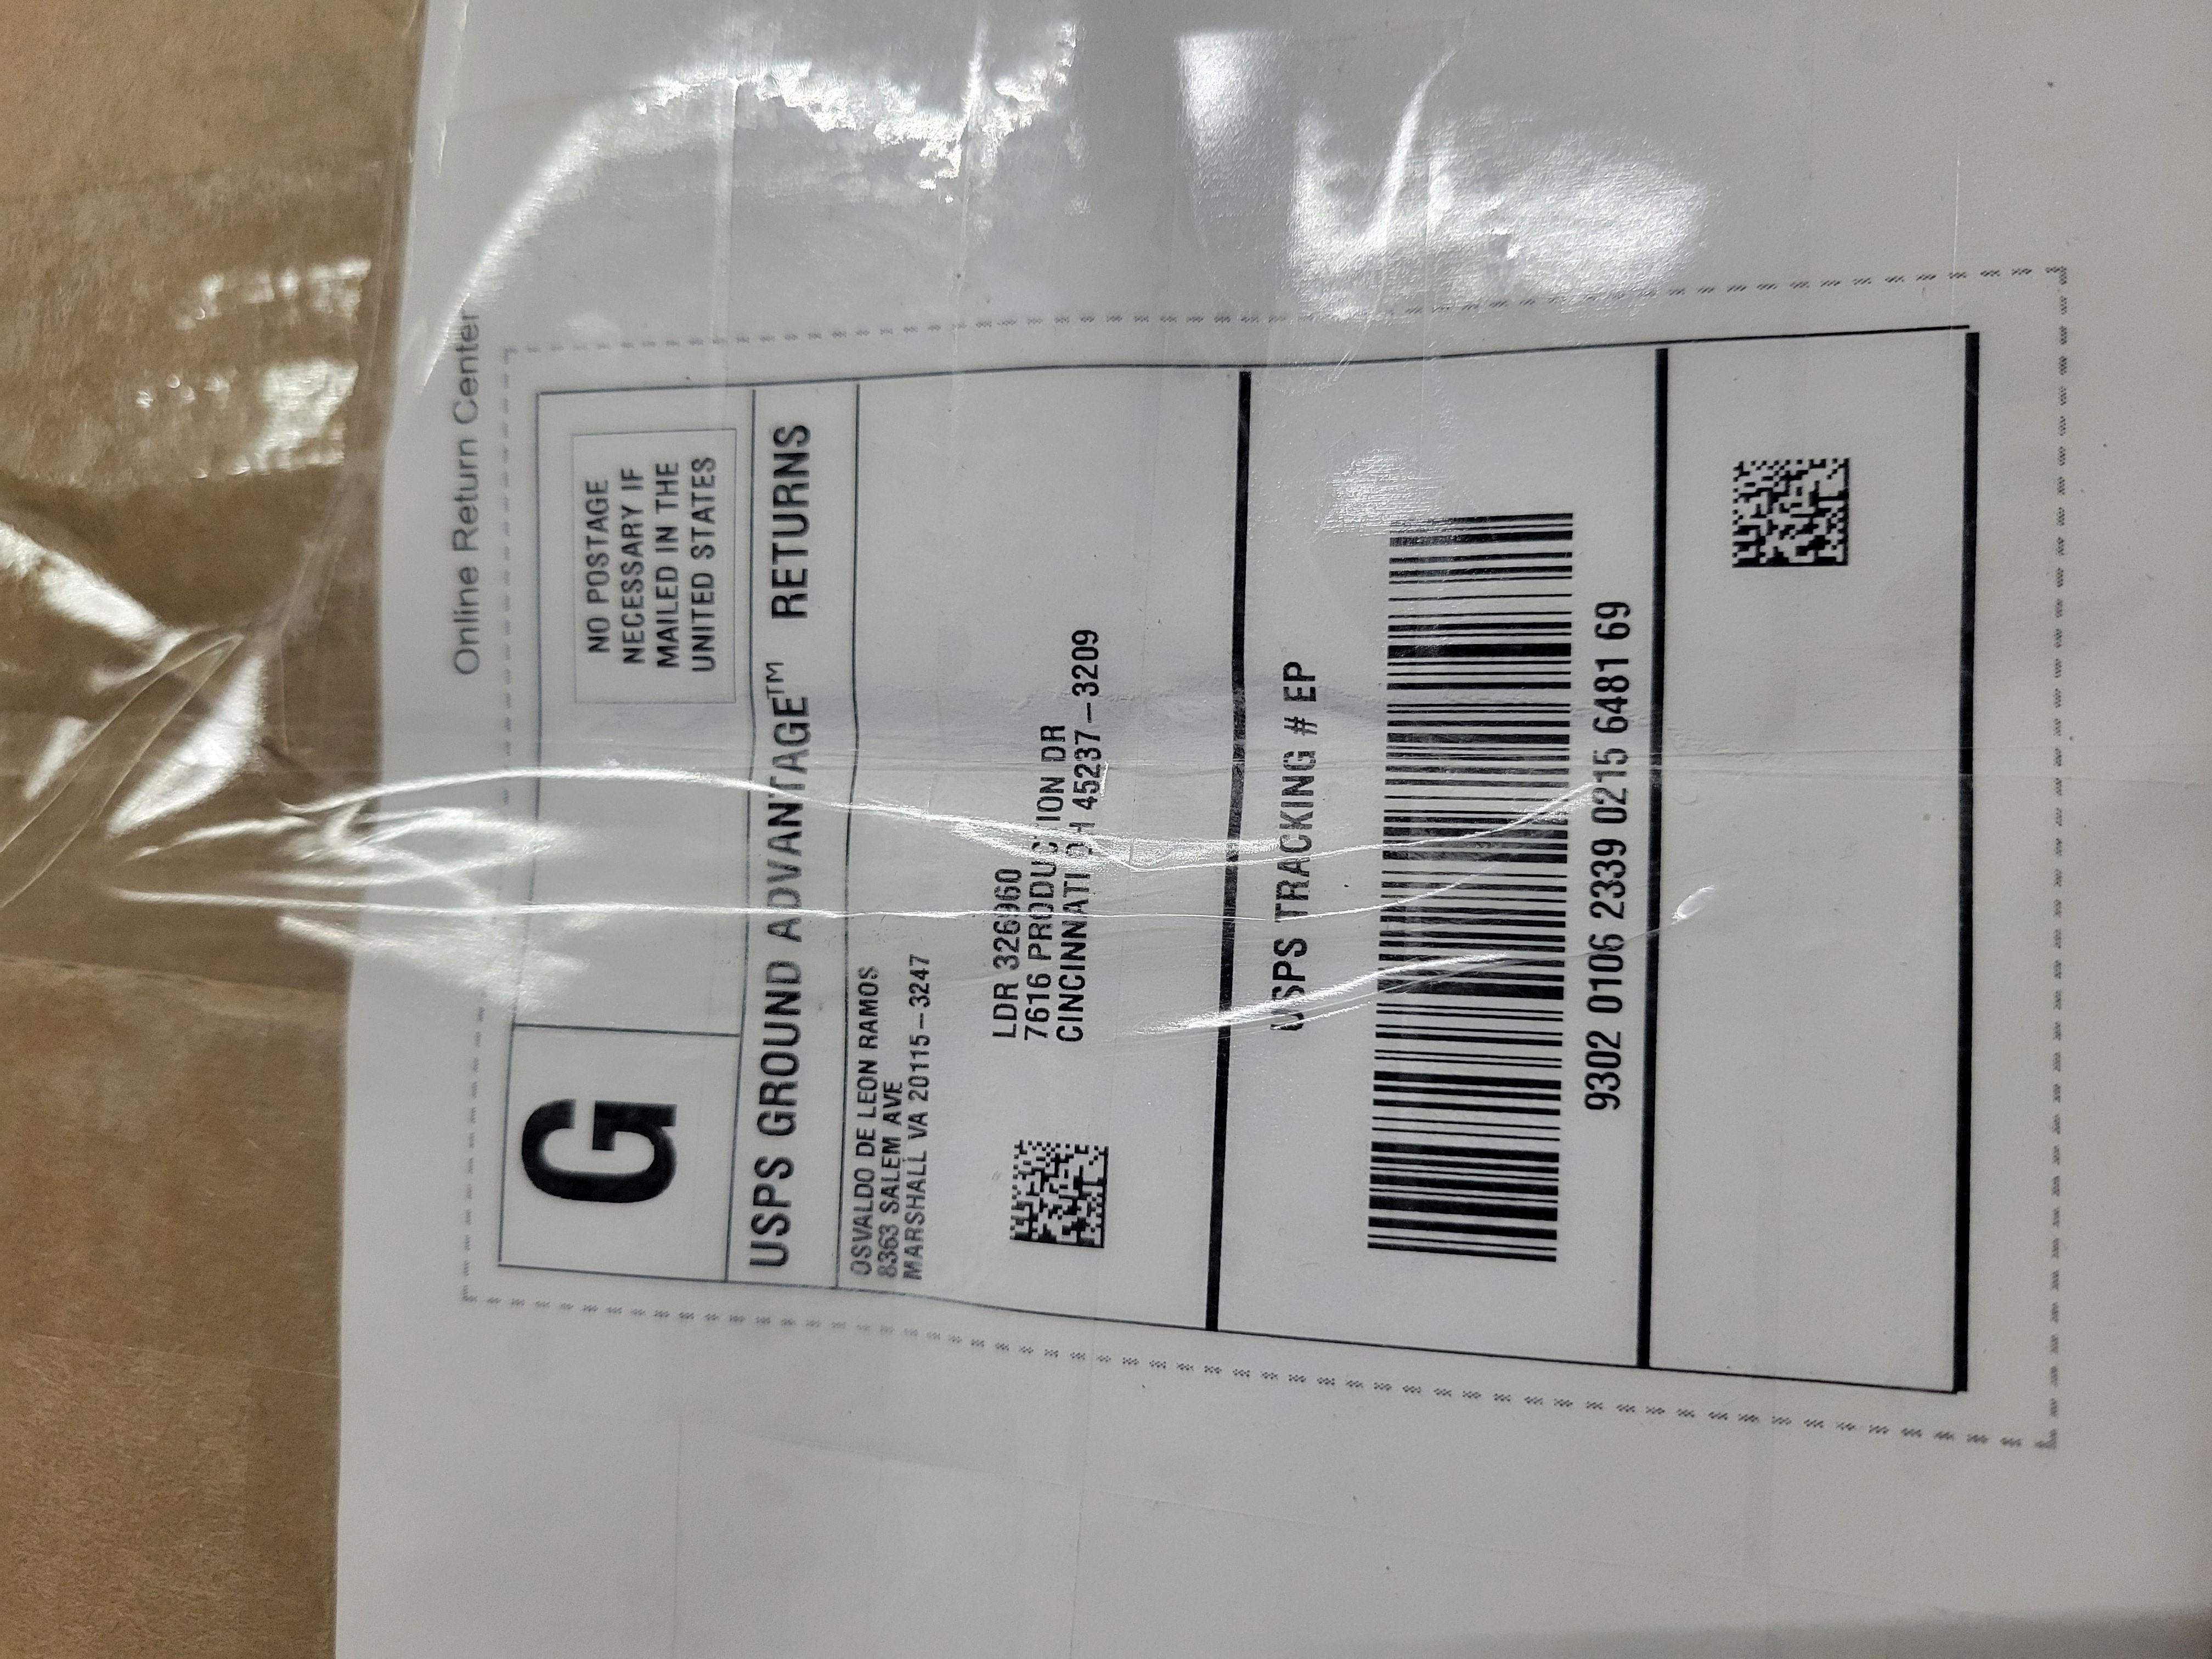 Online Return Center
G
NO POSTAGE
NECESSARY IF
MAILED IN THE
UNITED STATES
USPS GROUND ADVANTAGE™ RETURNS
OSVALDO DE LEON RAMOS
8363 SALEM AVE
MARSHALL VA 20115-3247
LDR 326960
7616 PRODUCTION DR
CINCINNATI OH 45237-3209
USPS TRACKING # EP
9302 0106 2339 0215 6481 69